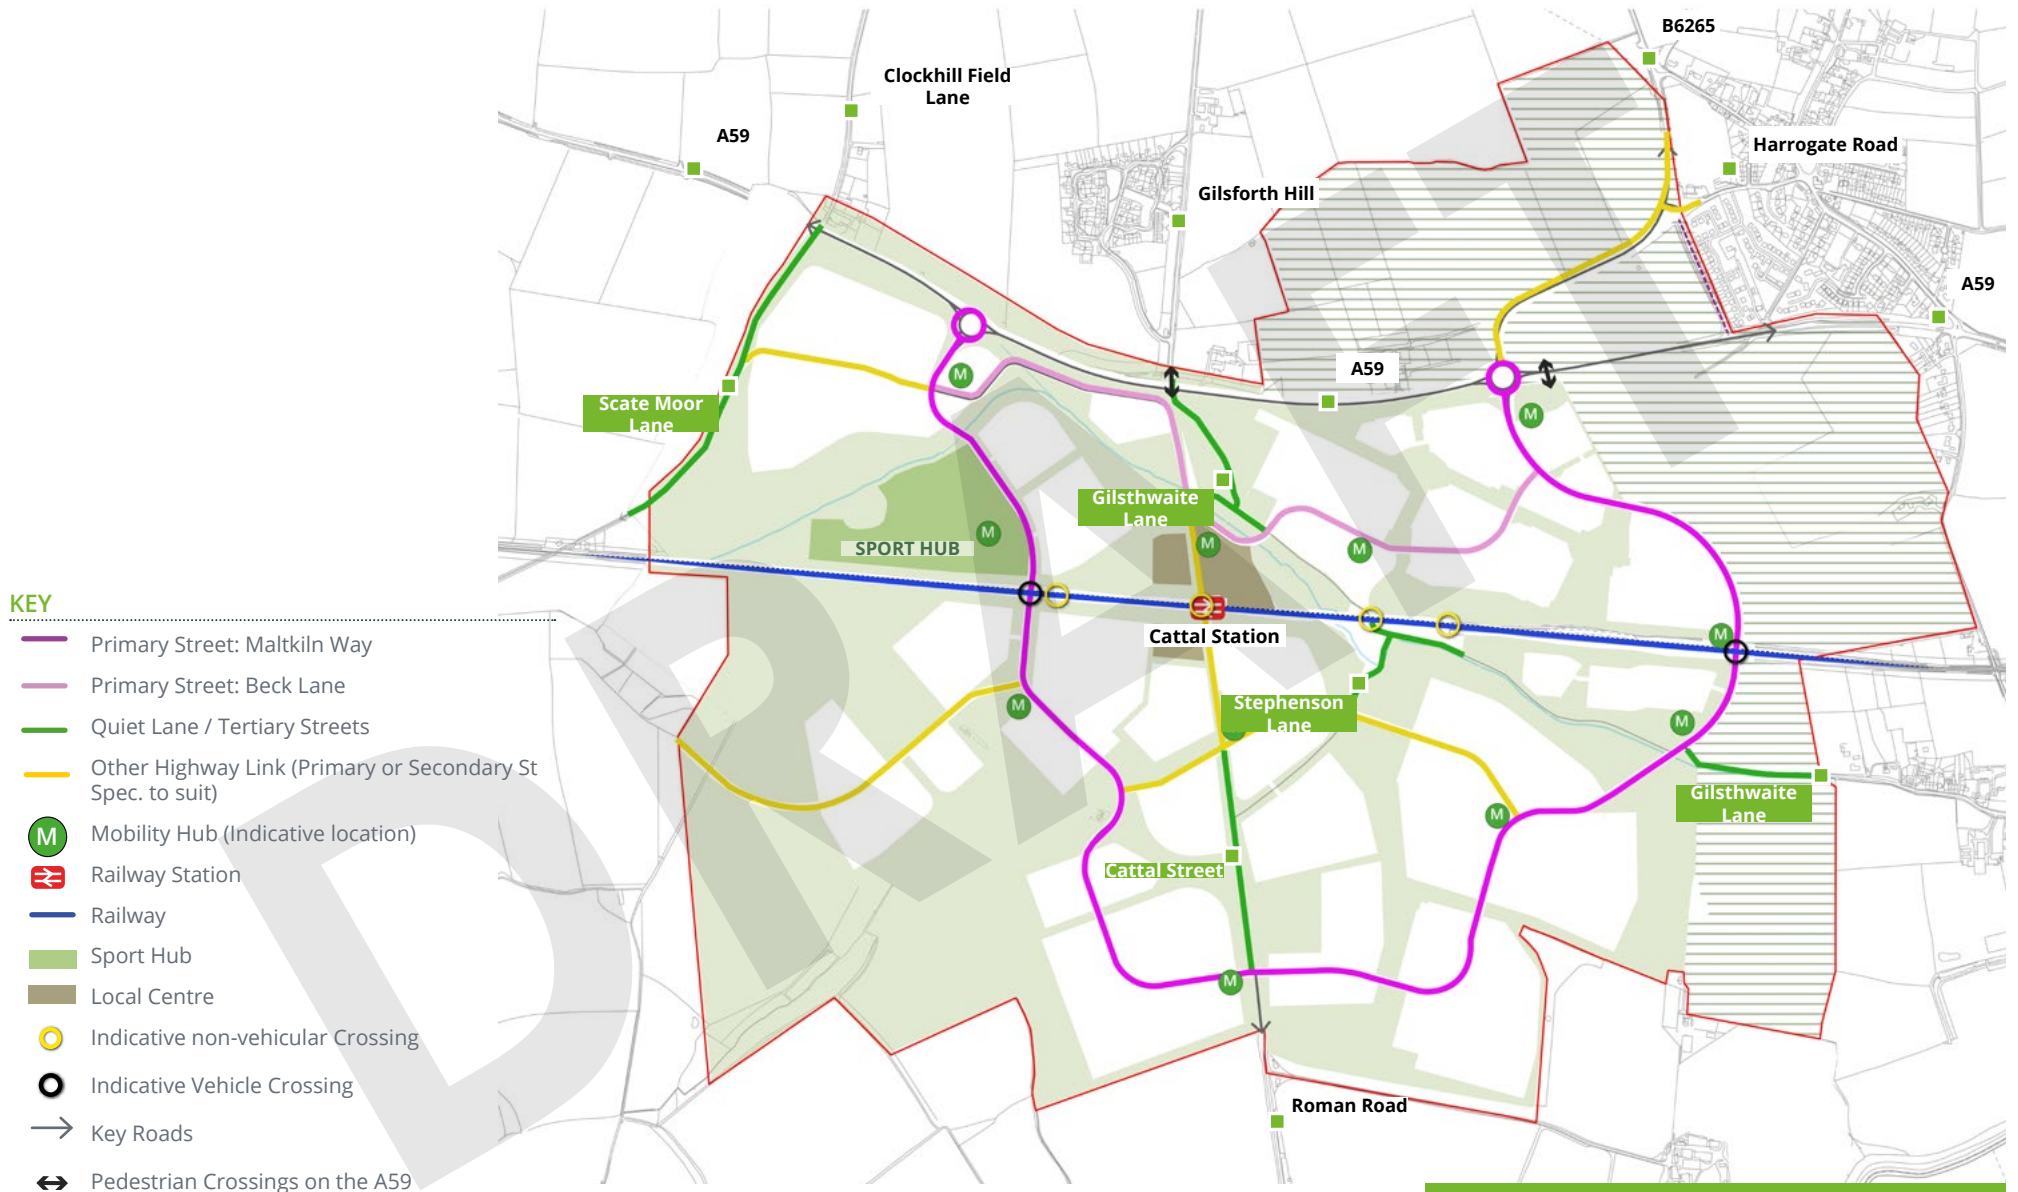 B6265
Clockhill Field
Lane
A59
Harrogate Road
Gilsforth Hill
A59
A59
Scate Moor
Lane
Gilsthwaite
Lane
SPORT HUB
Cattal Station
Stephenson
Lane
Gilsthwaite
Lane
Cattal Street
Roman Road
M
M
M
M
M
M
M
M
M
M
M
KEY
Primary Street: Maltkiln Way
Primary Street: Beck Lane
Quiet Lane / Tertiary Streets
Other Highway Link (Primary or Secondary St
Spec. to suit)
M
Mobility Hub (Indicative location)
Railway Station
Railway
Sport Hub
Local Centre
Indicative non-vehicular Crossing
Indicative Vehicle Crossing
Key Roads
Pedestrian Crossings on the A59
DRAFT